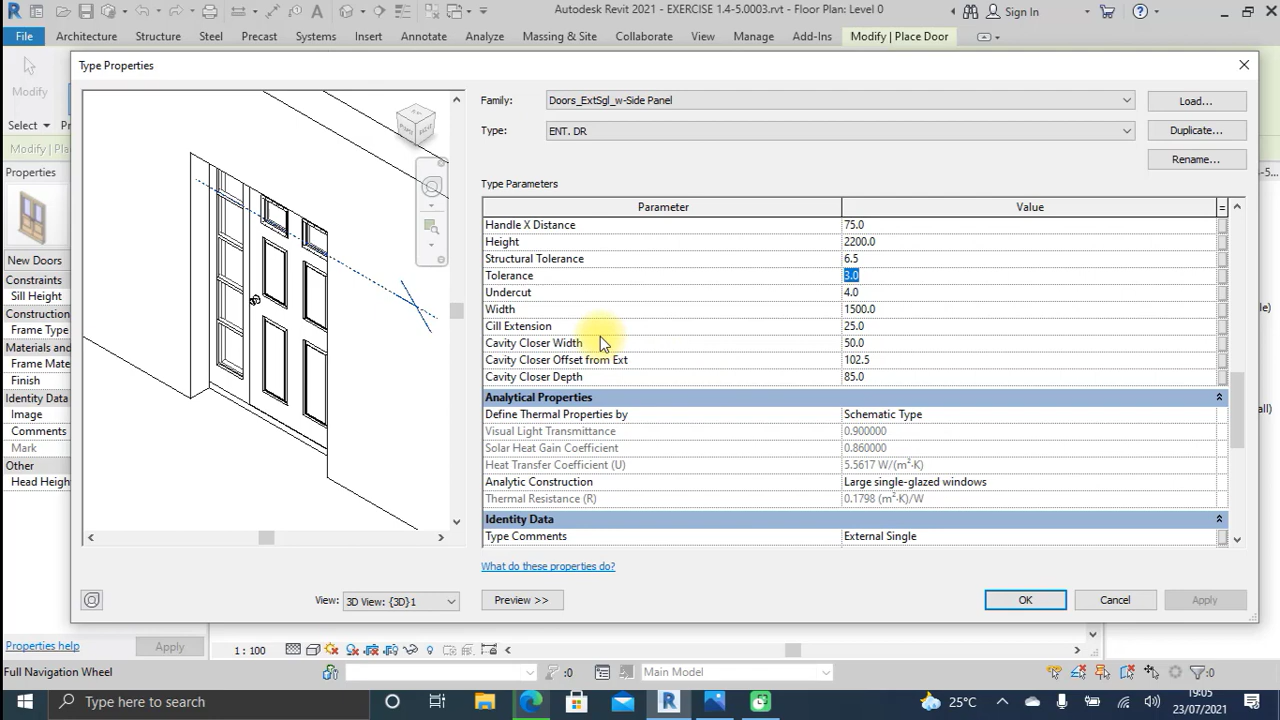 Autodesk Revit 2021 - EXERCISE 1.4-5.0003.rvt - Floor Plan: Level 0
Sign In
File Architecture Structure Steel Precast Systems Insert Annotate Analyze Massing & Site Collaborate View Manage Add-Ins Modify | Place Door
Modify
Select
Modify | Place
Properties
New Doors
Constraints
Sill Height
Construction
Frame Type
Materials and
Frame Mate
Finish
Identity Data
Image
Comments
Mark
Other
Head Heigh
Properties help
Apply
Type Properties
Family: Doors_ExtSgl_w-Side Panel Load...
Type: ENT. DR Duplicate...
Rename...
Type Parameters
Parameter Value =
Handle X Distance 75.0
Height 2200.0
Structural Tolerance 6.5
Tolerance 3.0
Undercut 4.0
Width 1500.0
Cill Extension 25.0
Cavity Closer Width 50.0
Cavity Closer Offset from Ext 102.5
Cavity Closer Depth 85.0
Analytical Properties
Define Thermal Properties by Schematic Type
Visual Light Transmittance 0.900000
Solar Heat Gain Coefficient 0.860000
Heat Transfer Coefficient (U) 5.5617 W/(m²·K)
Analytic Construction Large single-glazed windows
Thermal Resistance (R) 0.1798 (m²·K)/W
Identity Data
Type Comments External Single
What do these properties do?
View: 3D View: {3D}1 Preview >> OK Cancel Apply
1 : 100
Full Navigation Wheel :0 Main Model :0
Type here to search 25°C 19:05
23/07/2021